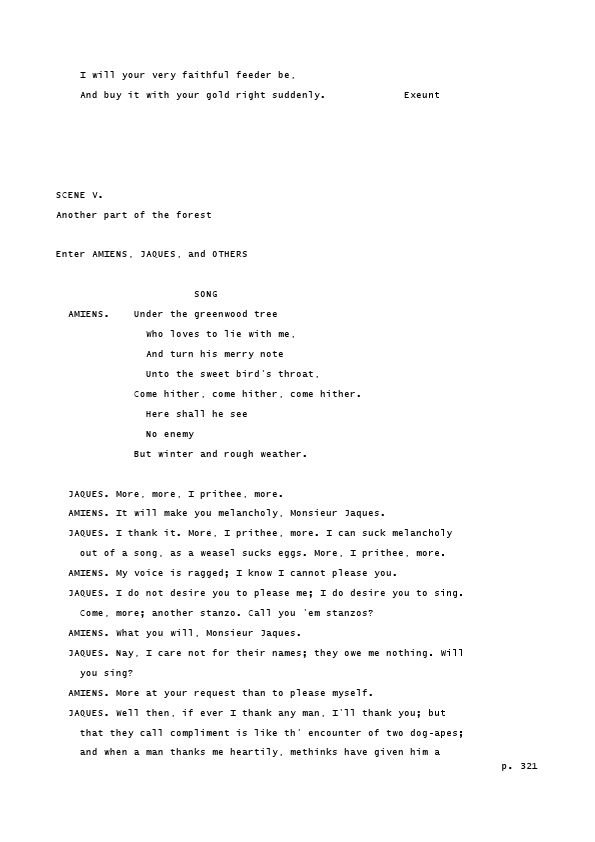 I will your very faithful feeder be,
And buy it with your gold right suddenly. Exeunt
SCENE V.
Another part of the forest
Enter AMIENS, JAQUES, and OTHERS
SONG
AMIENS. Under the greenwood tree
Who loves to lie with me,
And turn his merry note
Unto the sweet bird's throat,
Come hither, come hither, come hither.
Here shall he see
No enemy
But winter and rough weather.
JAQUES. More, more, I prithee, more.
AMIENS. It will make you melancholy, Monsieur Jaques.
JAQUES. I thank it. More, I prithee, more. I can suck melancholy
out of a song, as a weasel sucks eggs. More, I prithee, more.
AMIENS. My voice is ragged; I know I cannot please you.
JAQUES. I do not desire you to please me; I do desire you to sing.
Come, more; another stanzo. Call you 'em stanzos?
AMIENS. What you will, Monsieur Jaques.
JAQUES. Nay, I care not for their names; they owe me nothing. Will
you sing?
AMIENS. More at your request than to please myself.
JAQUES. Well then, if ever I thank any man, I'll thank you; but
that they call compliment is like th' encounter of two dog-apes;
and when a man thanks me heartily, methinks have given him a
p. 321